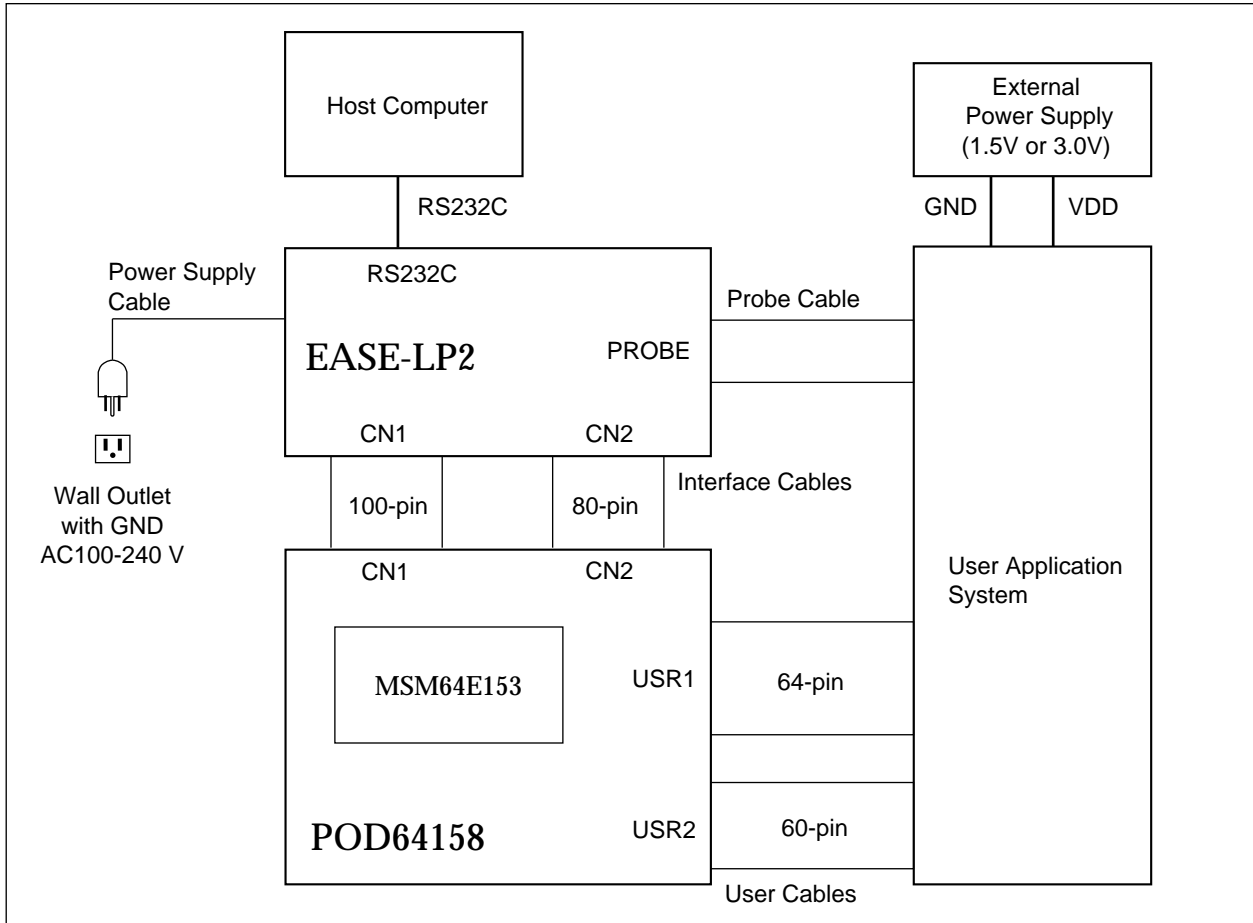 Host Computer
External
Power Supply
(1.5V or 3.0V)
RS232C
GND
VDD
Power Supply
Cable
RS232C
Probe Cable
EASE-LP2
PROBE
CN1
CN2
Interface Cables
100-pin
80-pin
Wall Outlet
with GND
AC100-240 V
CN1
CN2
User Application
System
MSM64E153
USR1
64-pin
POD64158
USR2
60-pin
User Cables